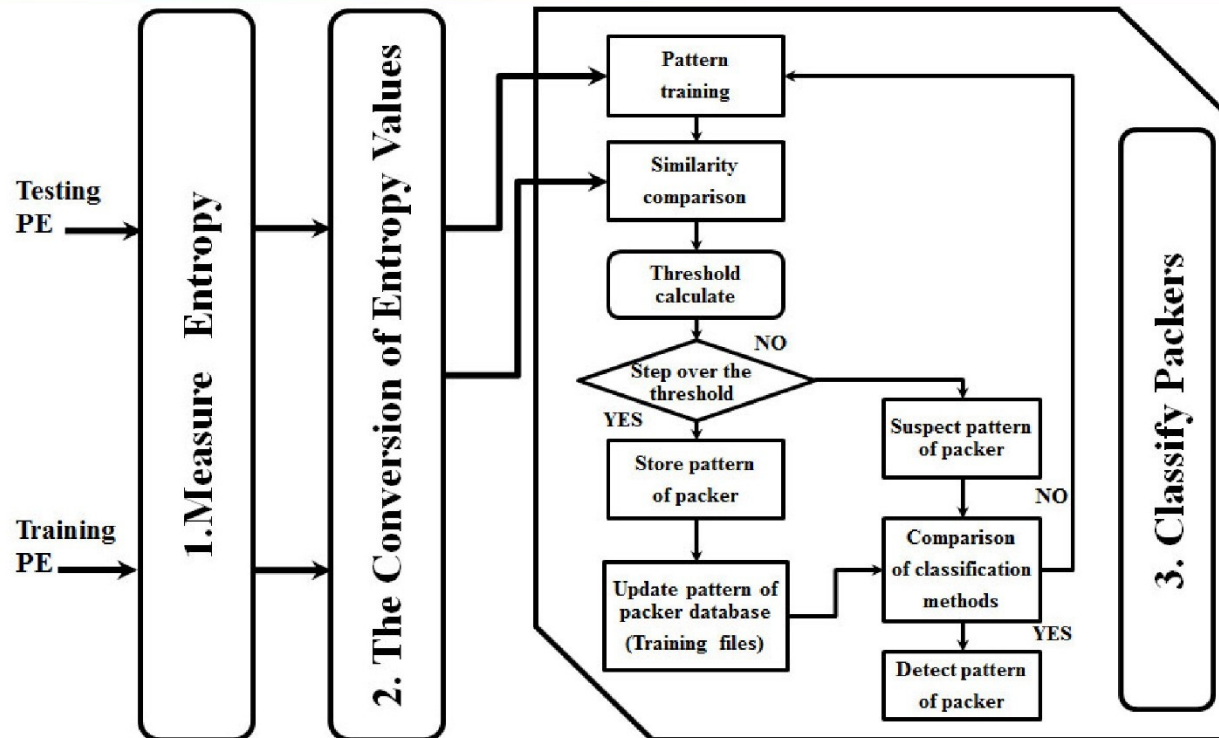 Testing
PE
Training
PE
1.Measure Entropy
2. The Conversion of Entropy Values
Pattern
training
Similarity
comparison
Threshold
calculate
Step over the
threshold
NO
YES
Store pattern
of packer
Update pattern of
packer database
(Training files)
Suspect pattern
of packer
NO
Comparison
of classification
methods
YES
Detect pattern
of packer
3. Classify Packers